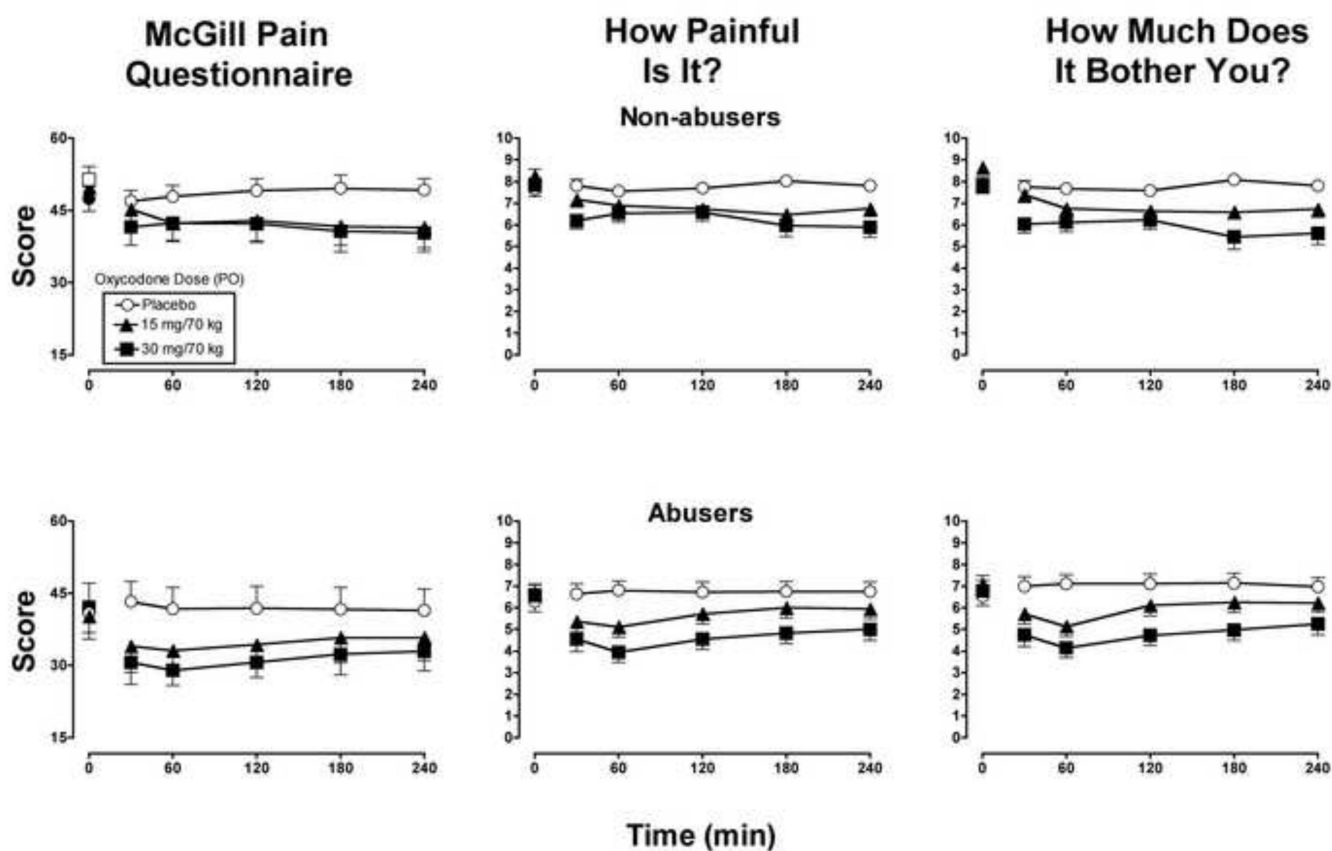 McGill Pain
Questionnaire
How Painful
Is It?
How Much Does
It Bother You?
Non-abusers
Score
60
45
30
15
Oxycodone Dose (PO)
Placebo
15 mg/70 kg
30 mg/70 kg
0 60 120 180 240
10
9
8
7
6
5
4
3
2
1
0
0 60 120 180 240
10
9
8
7
6
5
4
3
2
1
0
0 60 120 180 240
Abusers
Score
60
45
30
15
0 60 120 180 240
10
9
8
7
6
5
4
3
2
1
0
0 60 120 180 240
10
9
8
7
6
5
4
3
2
1
0
0 60 120 180 240
Time (min)